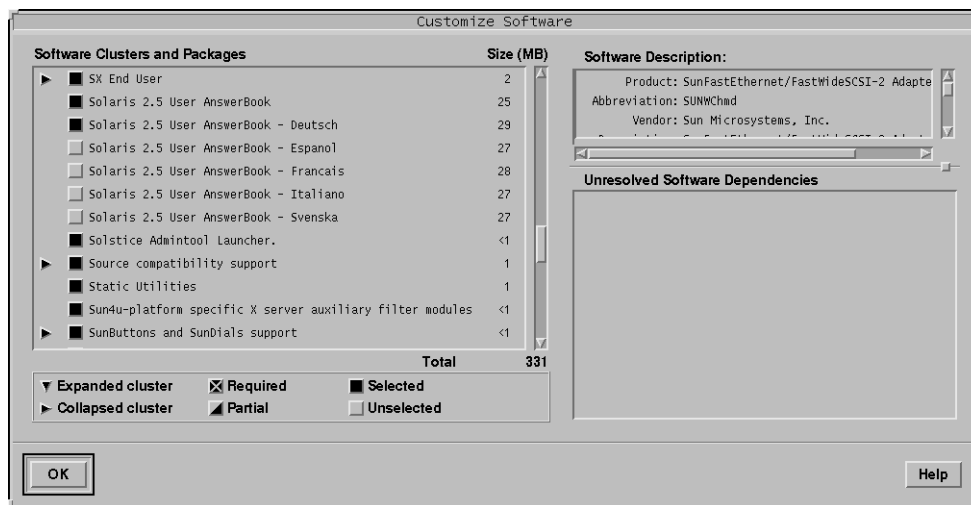 Customize Software
Software Clusters and Packages Size (MB)
SX End User 2
Solaris 2.5 User AnswerBook 25
Solaris 2.5 User AnswerBook - Deutsch 29
Solaris 2.5 User AnswerBook - Espanol 27
Solaris 2.5 User AnswerBook - Francais 28
Solaris 2.5 User AnswerBook - Italiano 27
Solaris 2.5 User AnswerBook - Svenska 27
Solstice Admintool Launcher. <1
Source compatibility support 1
Static Utilities 1
Sun4u-platform specific X server auxiliary filter modules <1
SunButtons and SunDials support <1
Total 331
Expanded cluster Required Selected
Collapsed cluster Partial Unselected
Software Description:
Product: SunFastEthernet/FastWideSCSI-2 Adapte
Abbreviation: SUNWChmd
Vendor: Sun Microsystems, Inc.
Unresolved Software Dependencies
OK
Help